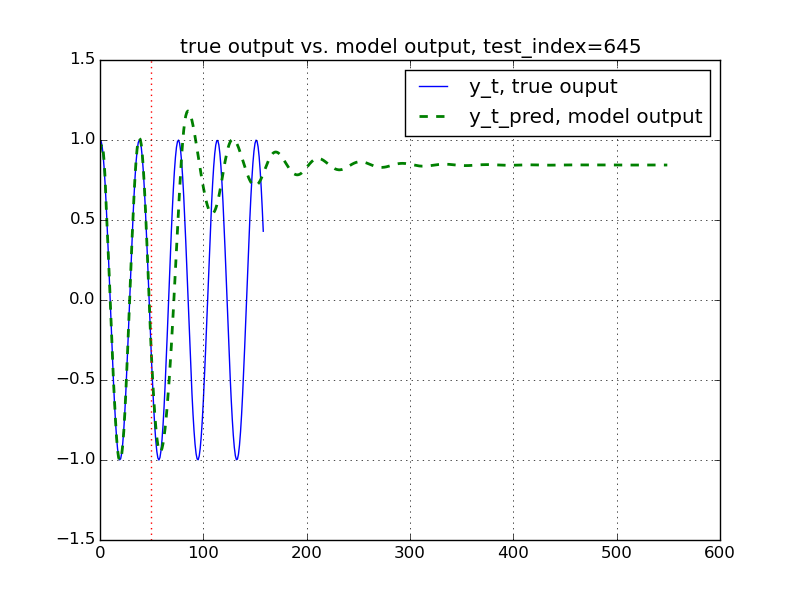 true output vs. model output, test_index=645
y_t, true ouput
y_t_pred, model output
1.5
1.0
0.5
0.0
−0.5
−1.0
−1.5
0 100 200 300 400 500 600